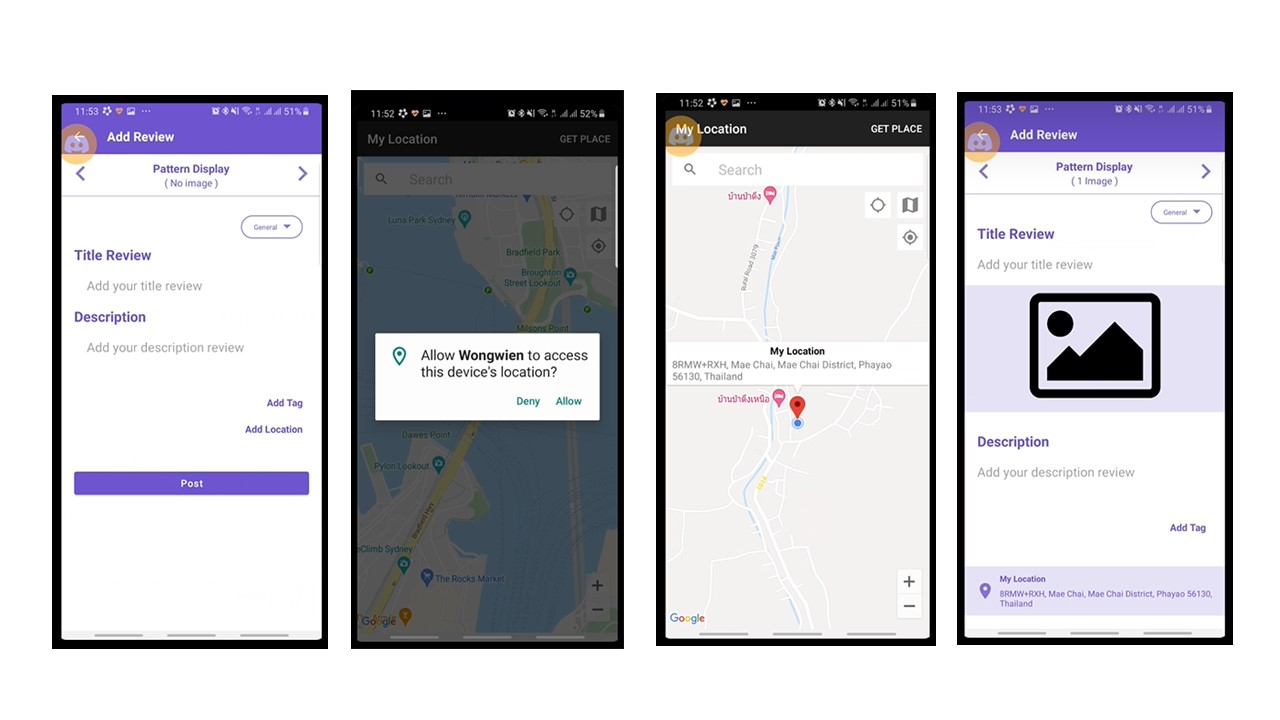 11:53
51%
Add Review
Pattern Display
( No image )
General
Title Review
Add your title review
Description
Add your description review
Add Tag
Add Location
Post
11:52
52%
My Location
GET PLACE
Search
Luna Park Sydney
Bradfield Park
Broughton
Street Lookout
Milsons Point
Allow Wongwien to access
this device's location?
Deny
Allow
Dawes Point
Pylon Lookout
Bradfield Hwy
eClimb Sydney
The Rocks Market
Google
11:52
51%
My Location
GET PLACE
Search
บ้านป่าตึง
Rural Road 3079
My Location
8RMW+RXH, Mae Chai, Mae Chai District, Phayao
56130, Thailand
บ้านป่าตึงเหนือ
Google
11:53
51%
Add Review
Pattern Display
( 1 Image )
General
Title Review
Add your title review
Description
Add your description review
Add Tag
My Location
8RMW+RXH, Mae Chai, Mae Chai District, Phayao 56130,
Thailand